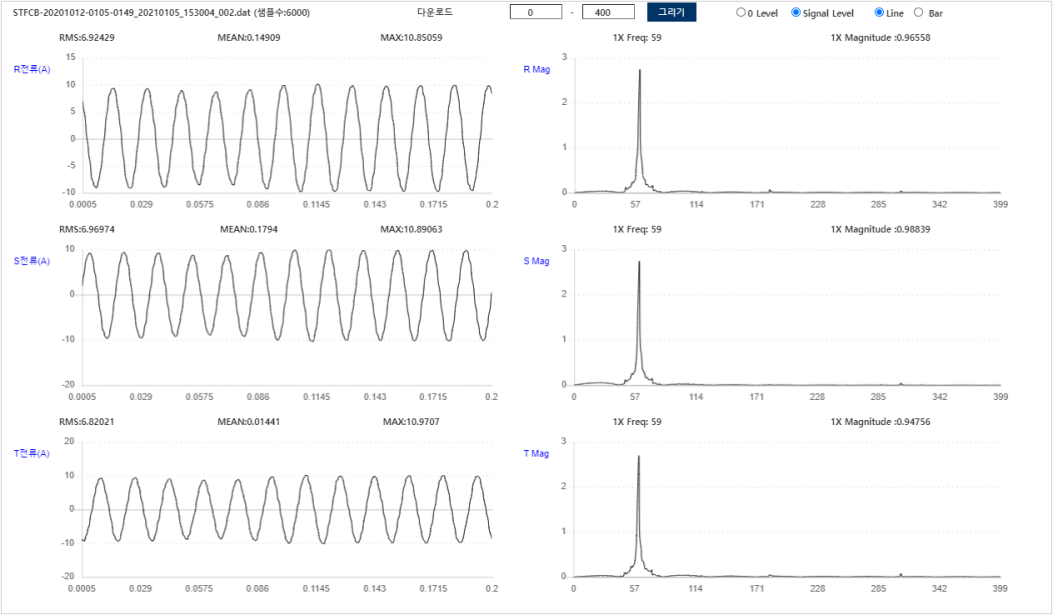 STFCB-20201012-0105-0149_20210105_153004_002.dat (샘플수:6000) 다운로드 0 - 400 그리기 0 Level Signal Level Line Bar
RMS:6.92429 MEAN:0.14909 MAX:10.85059 1X Freq: 59 1X Magnitude :0.96558
R전류(A)
15
10
5
0
-5
-10
0.0005 0.029 0.0575 0.086 0.1145 0.143 0.1715 0.2
R Mag
3
2
1
0
0 57 114 171 228 285 342 399
RMS:6.96974 MEAN:0.1794 MAX:10.89063 1X Freq: 59 1X Magnitude :0.98839
S전류(A)
10
0
-10
-20
0.0005 0.029 0.0575 0.086 0.1145 0.143 0.1715 0.2
S Mag
3
2
1
0
0 57 114 171 228 285 342 399
RMS:6.82021 MEAN:0.01441 MAX:10.9707 1X Freq: 59 1X Magnitude :0.94756
T전류(A)
20
10
0
-10
-20
0.0005 0.029 0.0575 0.086 0.1145 0.143 0.1715 0.2
T Mag
3
2
1
0
0 57 114 171 228 285 342 399